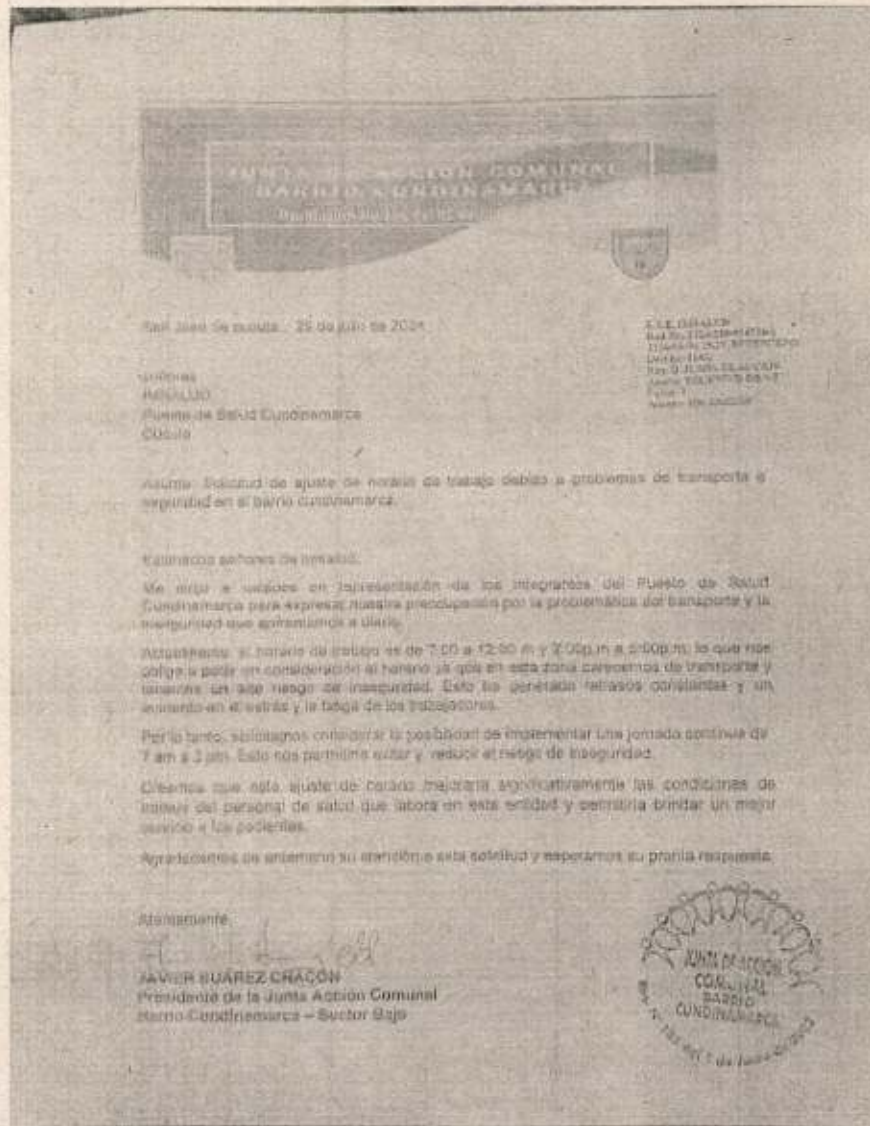 JUNTA DE ACCION COMUNAL
BARRIO CUNDINAMARCA
San José de cucuta, 26 de julio de 2024
Señores
IMSALUD
Puesto de Salud Cundinamarca
Cúcuta
Asunto: Solicitud de ajuste de horario de trabajo debido a problemas de transporte e
seguridad en el barrio cundinamarca.
Estimados señores de Imsalud,
Me dirijo a ustedes en representación de los integrantes del Puesto de Salud
Cundinamarca para expresar nuestra preocupación por la problemática del transporte y la
inseguridad que enfrentamos a diario.
Actualmente, el horario de trabajo es de 7:00 a 12:00 m y 2:00p.m a 5:00p.m, lo que nos
obliga a pedir en consideración el horario ya que en esta zona carecemos de transporte y
tenemos un alto riesgo de inseguridad. Esto ha generado retrasos constantes y un
aumento en el estrés y la fatiga de los trabajadores.
Por lo tanto, solicitamos considerar la posibilidad de implementar una jornada continua de
7 am a 3 pm. Esto nos permitiría evitar y reducir el riesgo de inseguridad.
Creemos que este ajuste de horario mejoraría significativamente las condiciones de
trabajo del personal de salud que labora en esta entidad y permitiría brindar un mejor
servicio a los pacientes.
Agradecemos de antemano su atención a esta solicitud y esperamos su pronta respuesta.
Atentamente,
JAVIER SUÁREZ CHACÓN
Presidente de la Junta Acción Comunal
Barrio Cundinamarca – Sector Bajo
JUNTA DE ACCIÓN
COMUNAL
BARRIO
CUNDINAMARCA